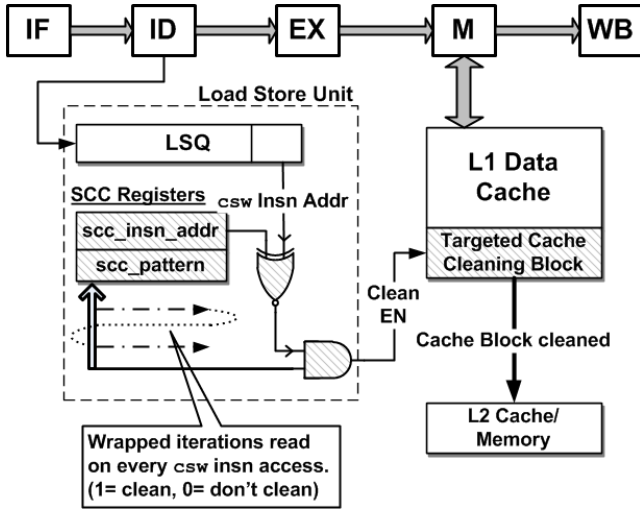 IF
ID
EX
M
WB
Load Store Unit
LSQ
SCC Registers
csw Insn Addr
scc_insn_addr
scc_pattern
L1 Data
Cache
Targeted Cache
Cleaning Block
Clean
EN
Cache Block cleaned
L2 Cache/
Memory
Wrapped iterations read
on every csw insn access.
(1= clean, 0= don't clean)